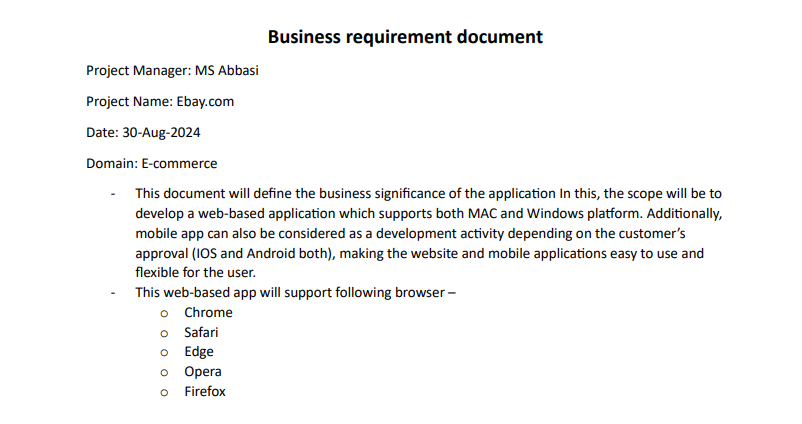 Business requirement document
Project Manager: MS Abbasi
Project Name: Ebay.com
Date: 30-Aug-2024
Domain: E-commerce
- This document will define the business significance of the application In this, the scope will be to
develop a web-based application which supports both MAC and Windows platform. Additionally,
mobile app can also be considered as a development activity depending on the customer's
approval (IOS and Android both), making the website and mobile applications easy to use and
flexible for the user.
- This web-based app will support following browser –
o Chrome
o Safari
o Edge
o Opera
o Firefox